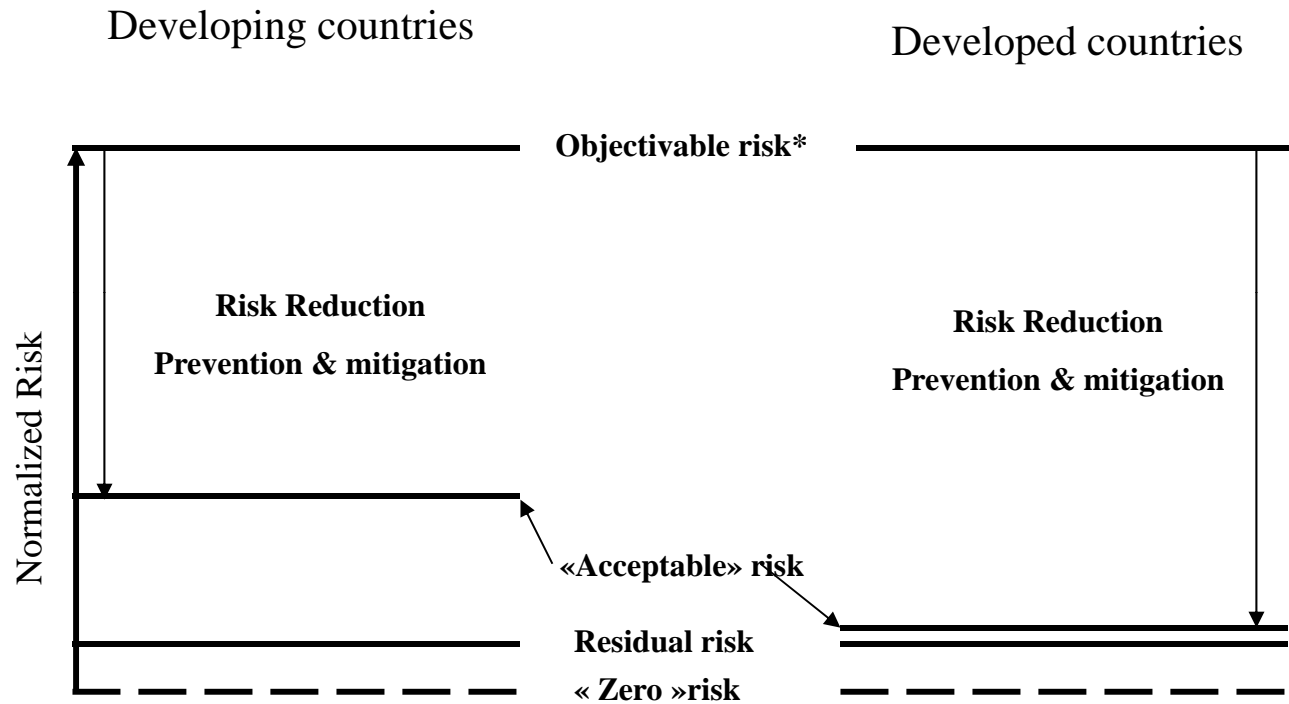 Developing countries
Developed countries
Objectivable risk*
Risk Reduction
Prevention & mitigation
Risk Reduction
Prevention & mitigation
Normalized Risk
«Acceptable» risk
Residual risk
« Zero »risk